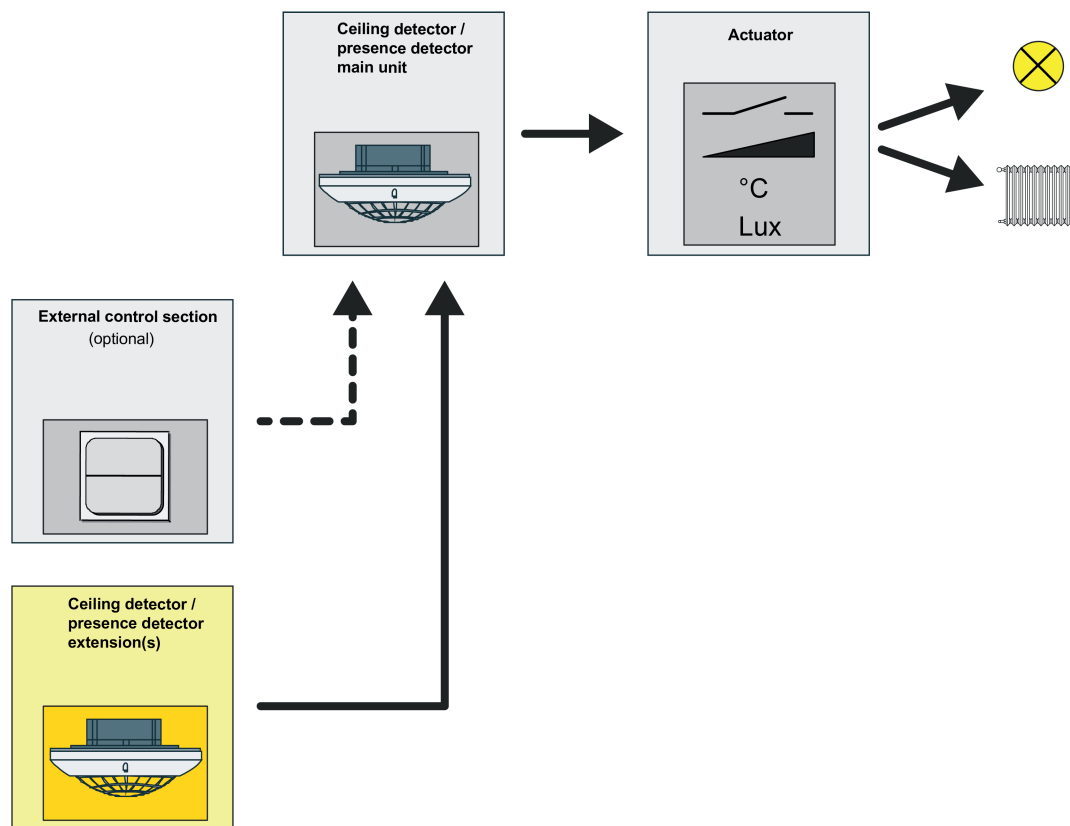 Ceiling detector /
presence detector
main unit
Actuator
°C
Lux
External control section
(optional)
Ceiling detector /
presence detector
extension(s)